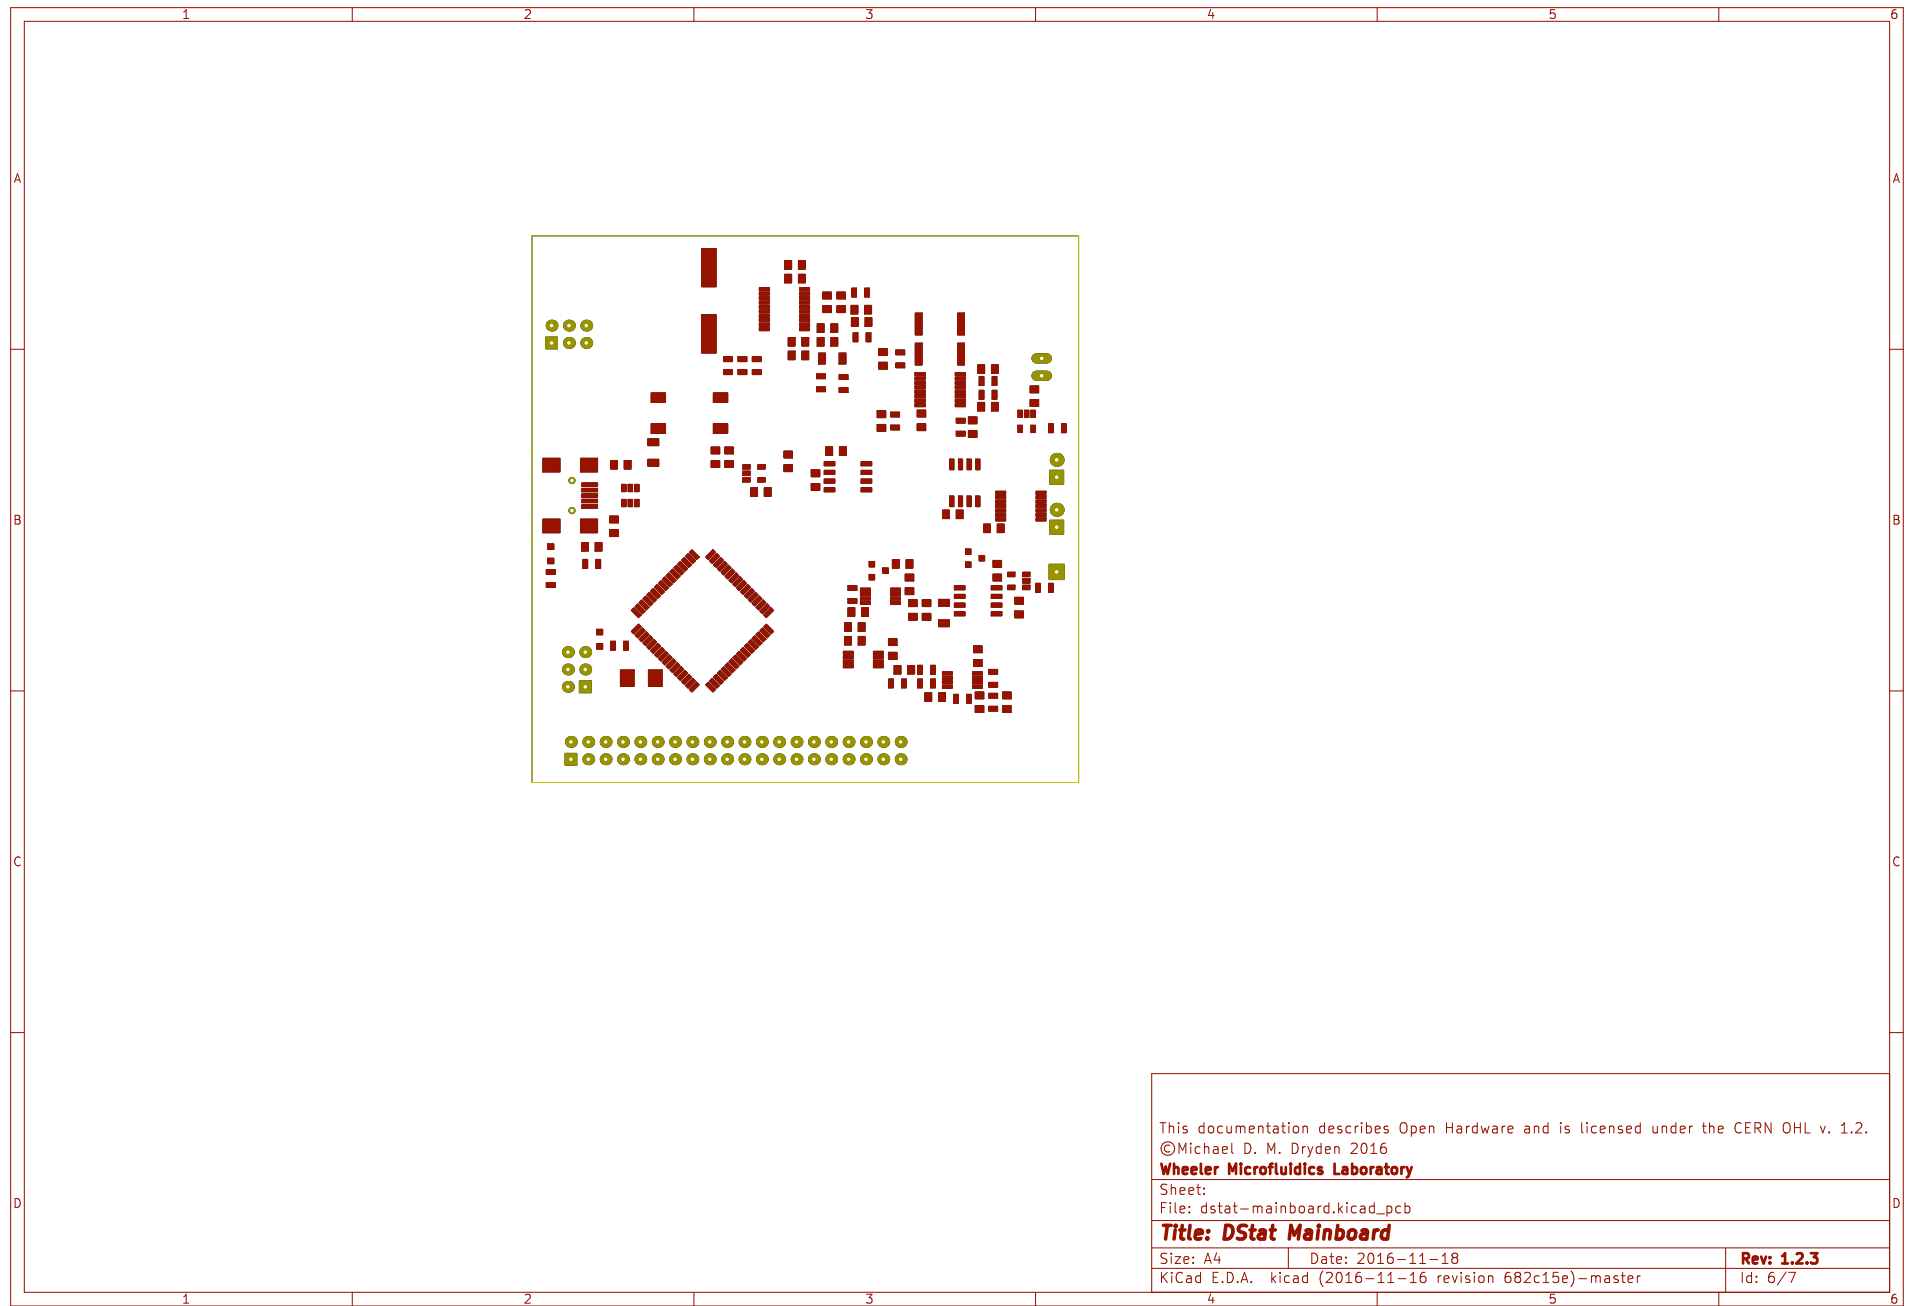 1 2 3 4 5 6
A A
B B
C C
This documentation describes Open Hardware and is licensed under the CERN OHL v. 1.2.
©Michael D. M. Dryden 2016
Wheeler Microfluidics Laboratory
Sheet:
D D
File: dstat-mainboard.kicad_pcb
Title: DStat Mainboard
Size: A4 Date: 2016-11-18 Rev: 1.2.3
KiCad E.D.A. kicad (2016-11-16 revision 682c15e)-master Id: 6/7
1 2 3 4 5 6